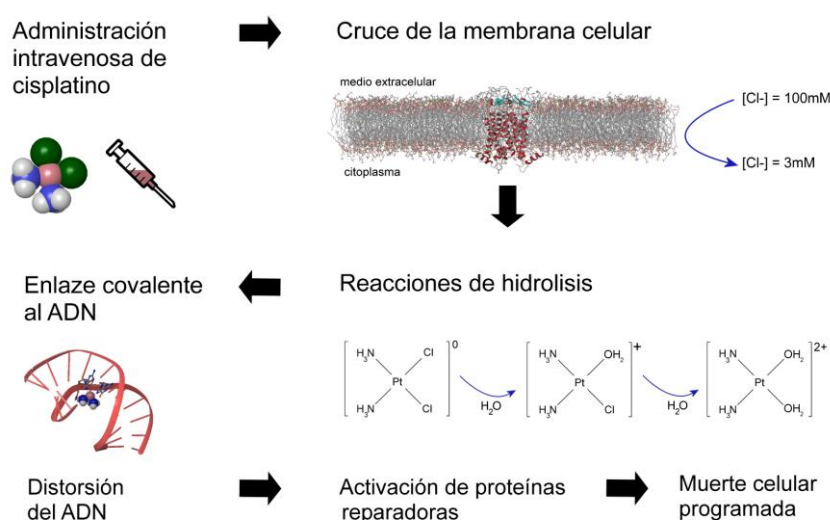 Administración
intravenosa de
cisplatino
Cruce de la membrana celular
medio extracelular
[Cl-] = 100mM
citoplasma
[Cl-] = 3mM
Enlaze covalente
al ADN
Reacciones de hidrolisis
H₃N Cl 0
Pt
H₃N Cl
H₂O
H₃N OH₂ +
Pt
H₃N Cl
H₂O
H₃N OH₂ 2+
Pt
H₃N OH₂
Distorsión
del ADN
Activación de proteínas
reparadoras
Muerte celular
programada